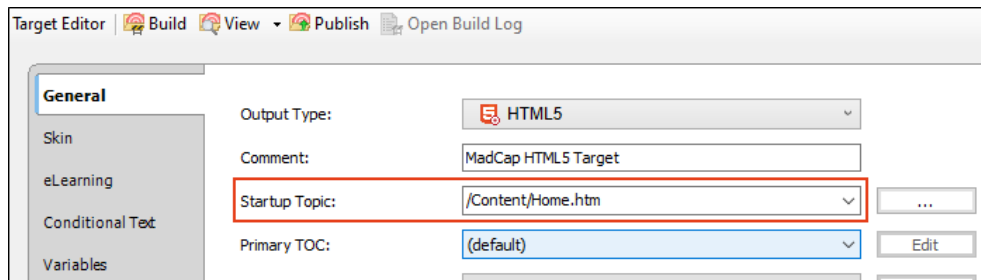 Target Editor Build View Publish Open Build Log
General
Output Type: HTML5
Skin
Comment: MadCap HTML5 Target
eLearning
Startup Topic: /Content/Home.htm ...
Conditional Text
Primary TOC: (default) Edit
Variables